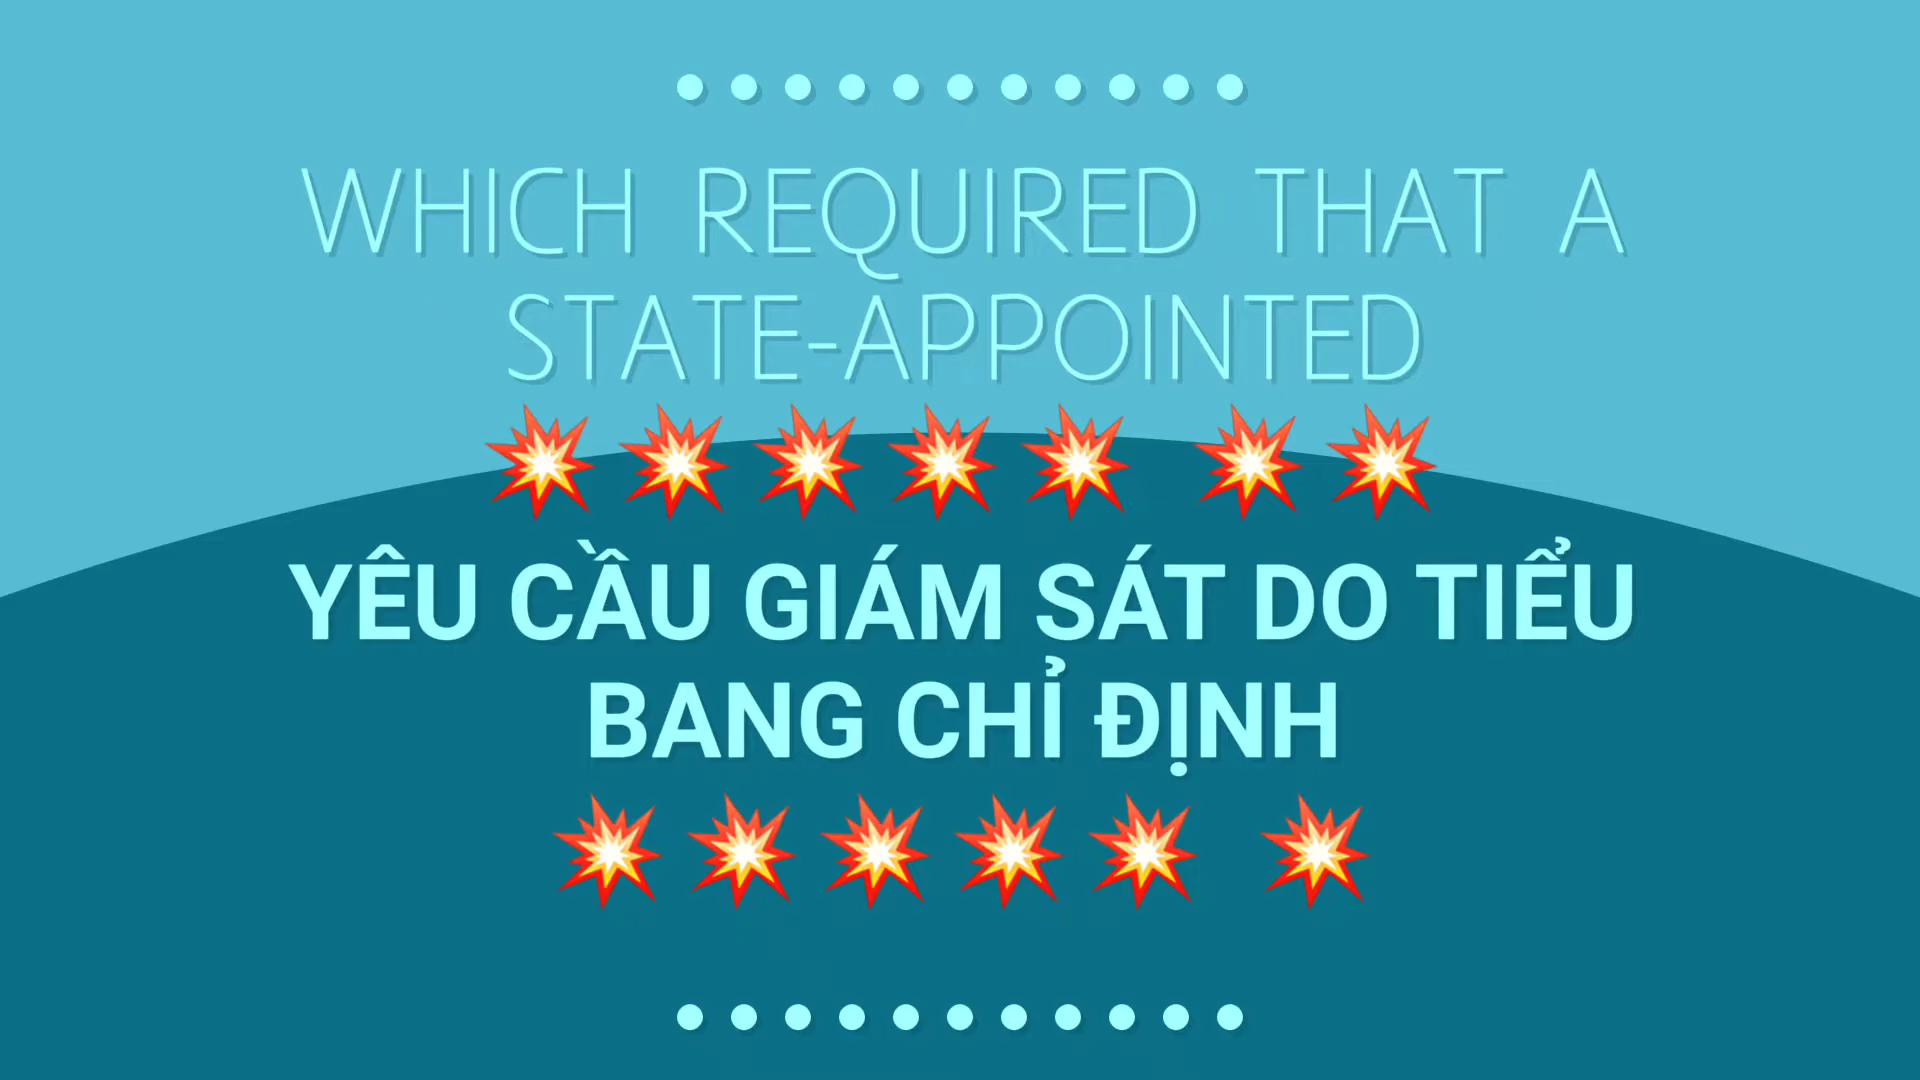 WHICH REQUIRED THAT A
STATE-APPOINTED
💥💥💥💥💥 💥💥
YÊU CẦU GIÁM SÁT DO TIỂU
BANG CHỈ ĐỊNH
💥💥💥💥💥 💥